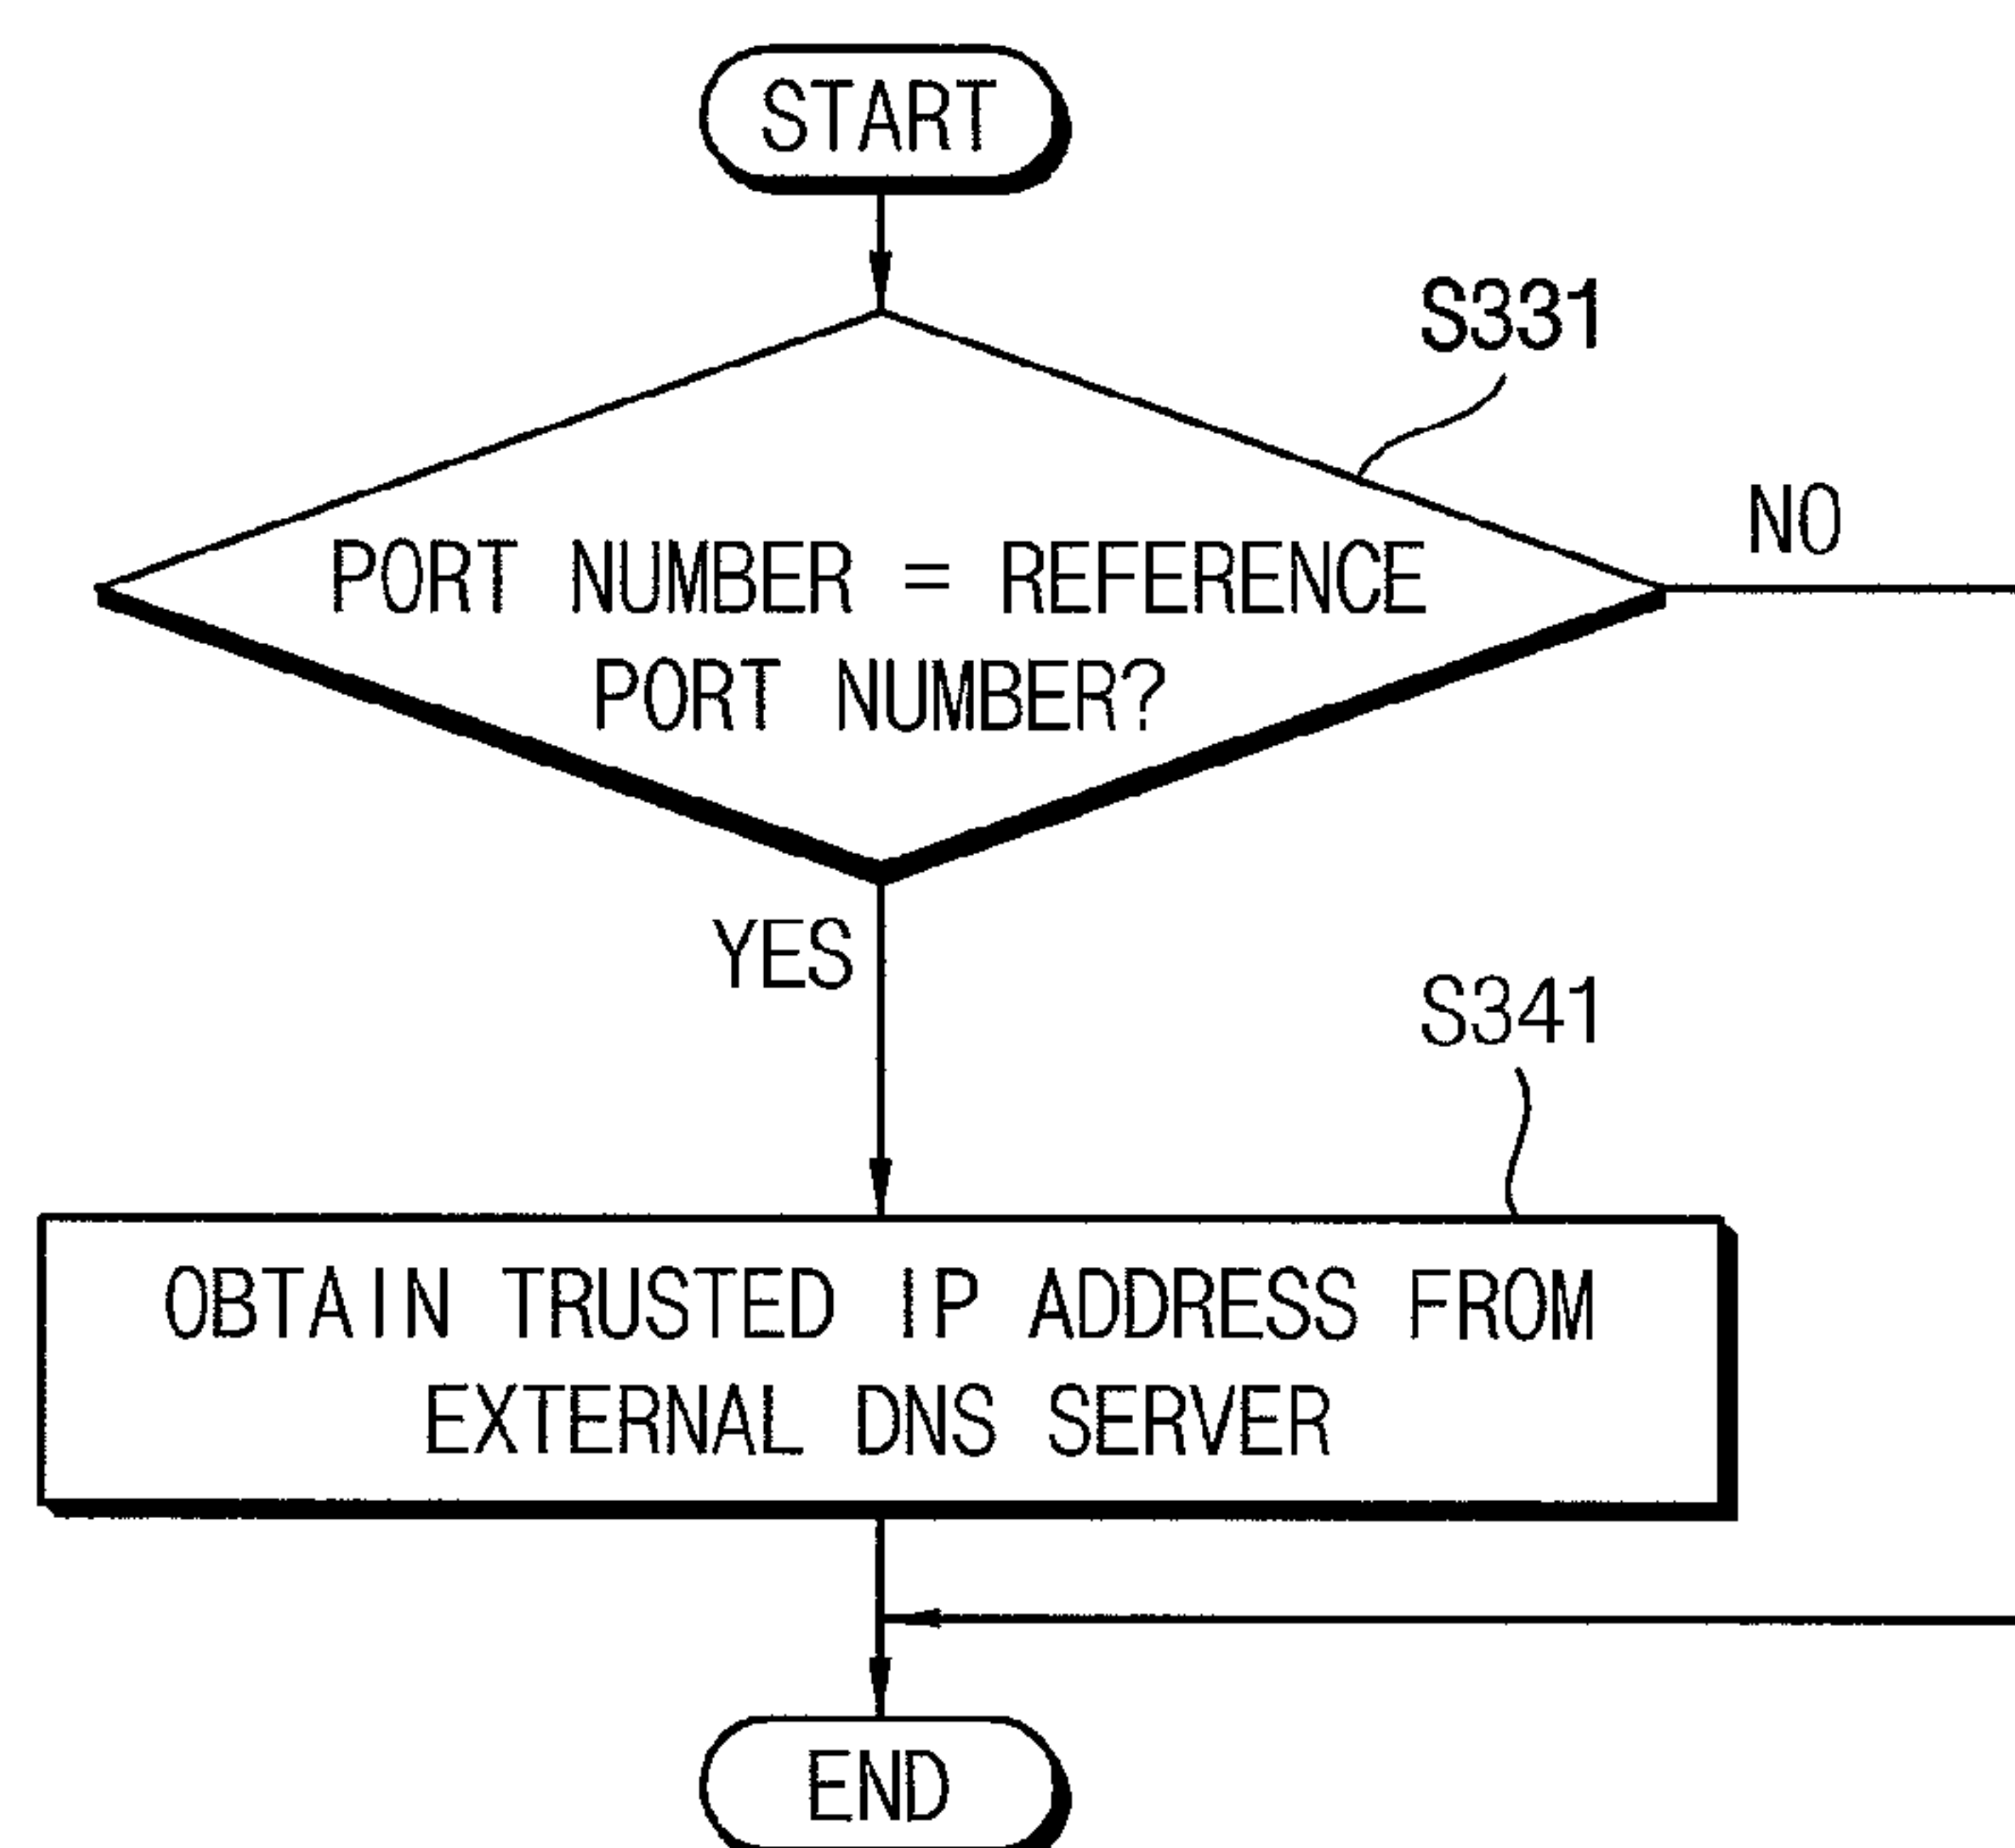 START
S331
PORT NUMBER = REFERENCE
PORT NUMBER?
NO
YES
S341
OBTAIN TRUSTED IP ADDRESS FROM
EXTERNAL DNS SERVER
END